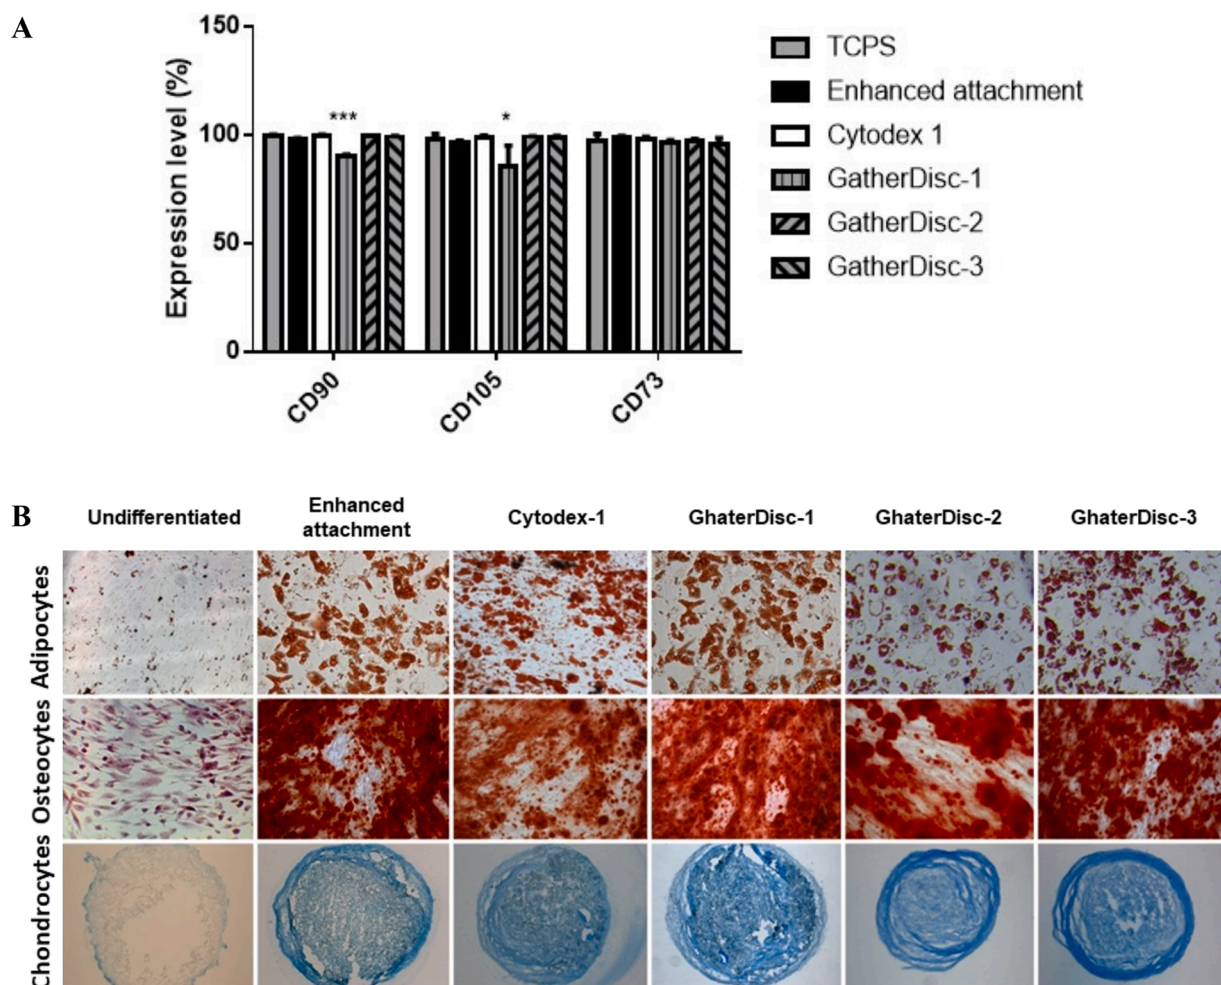 A
Expression level (%)
150
100
50
0
***
*
CD90
CD105
CD73
TCPS
Enhanced attachment
Cytodex 1
GatherDisc-1
GatherDisc-2
GatherDisc-3
B
Undifferentiated
Enhanced
attachment
Cytodex-1
GhaterDisc-1
GhaterDisc-2
GhaterDisc-3
Adipocytes
Osteocytes
Chondrocytes